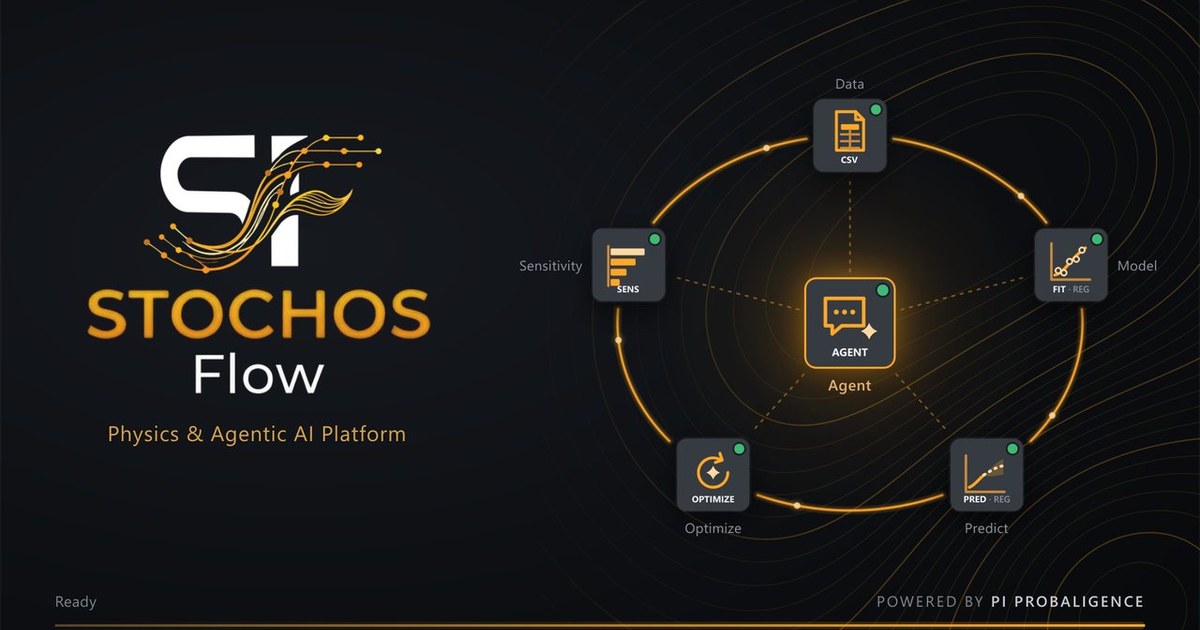 SF
STOCHOS
Flow
Physics & Agentic AI Platform
Data
CSV
Sensitivity
SENS
FIT · REG
Model
AGENT
Agent
OPTIMIZE
Optimize
PRED · REG
Predict
Ready
POWERED BY PI PROBALIGENCE